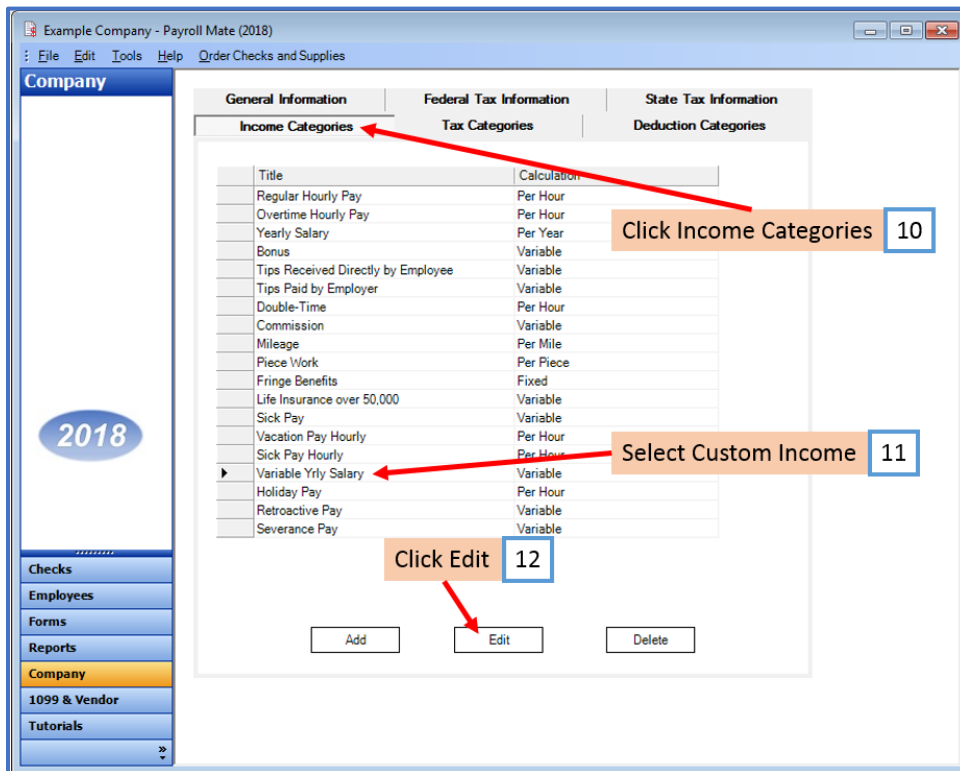 Example Company - Payroll Mate (2018)
File Edit Tools Help Order Checks and Supplies
Company
General Information Federal Tax Information State Tax Information
Income Categories Tax Categories Deduction Categories
Title Calculation
Regular Hourly Pay Per Hour
Overtime Hourly Pay Per Hour
Yearly Salary Per Year
Click Income Categories 10
Bonus Variable
Tips Received Directly by Employee Variable
Tips Paid by Employer Variable
Double-Time Per Hour
Commission Variable
Mileage Per Mile
Piece Work Per Piece
Fringe Benefits Fixed
Life Insurance over 50,000 Variable
Sick Pay Variable
2018
Vacation Pay Hourly Per Hour
Sick Pay Hourly Per Hour
Select Custom Income 11
Variable Yrly Salary Variable
Holiday Pay Per Hour
Retroactive Pay Variable
Severance Pay Variable
Click Edit 12
Add Edit Delete
Checks
Employees
Forms
Reports
Company
1099 & Vendor
Tutorials